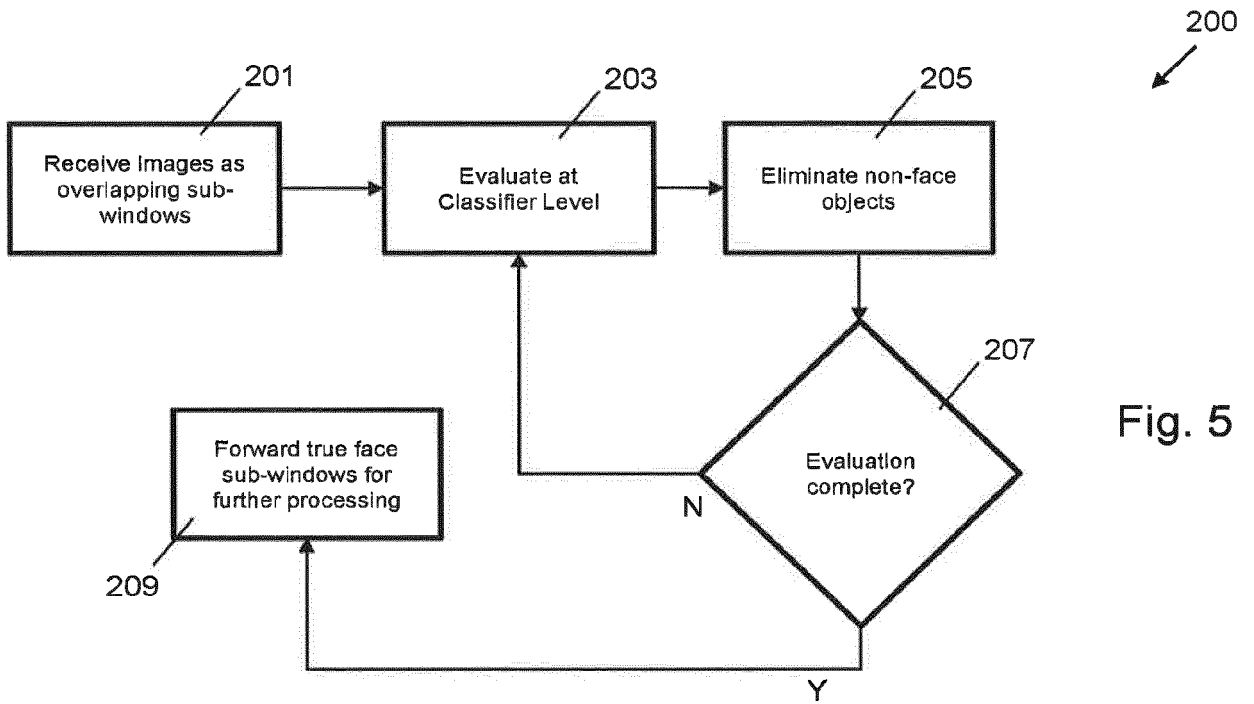 200
201
203
205
Receive Images as
overlapping sub-
windows
Evaluate at
Classifier Level
Eliminate non-face
objects
207
Fig. 5
Forward true face
sub-windows for
further processing
Evaluation
complete?
N
209
Y